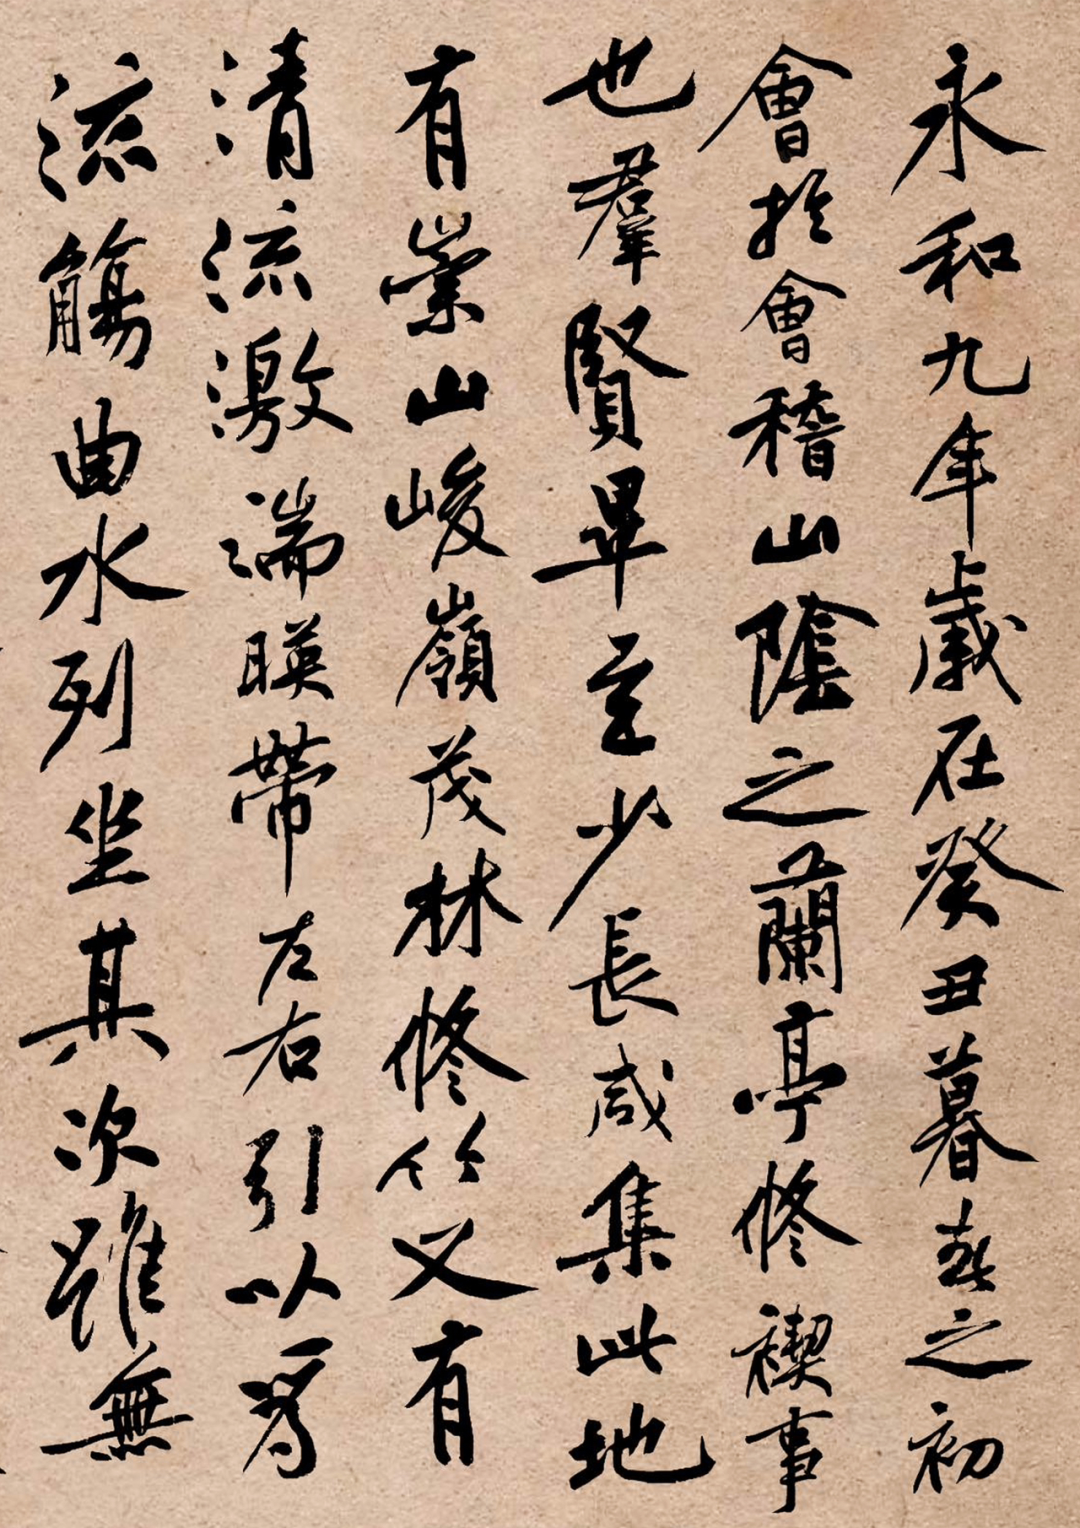 永和九年歲在癸丑暮春之初
會於會稽山陰之蘭亭修禊事
也羣賢畢至少長咸集此地
有崇山峻嶺茂林修竹又有
清流激湍暎帶左右引以為
流觴曲水列坐其次雖無